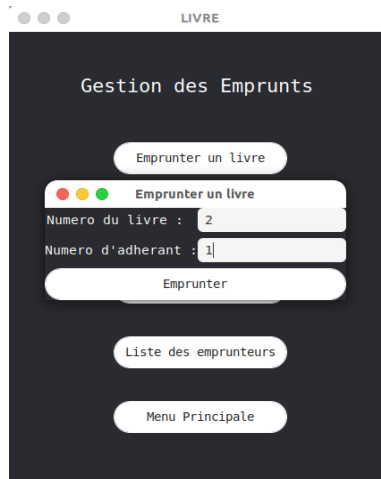 LIVRE
Gestion des Emprunts
Emprunter un livre
Emprunter un livre
Numero du livre : 2
Numero d'adherant : 1
Emprunter
Liste des emprunteurs
Menu Principale